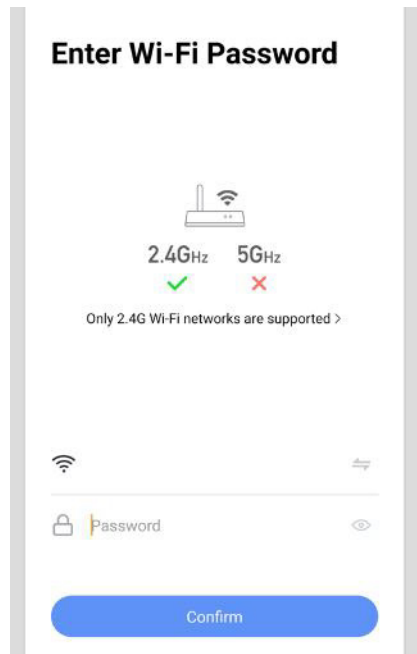 Enter Wi-Fi Password
2.4GHz 5GHz
Only 2.4G Wi-Fi networks are supported >
Password
Confirm